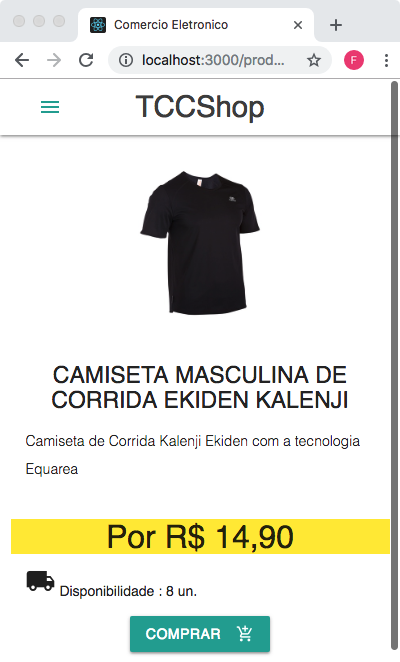 Comercio Eletronico
localhost:3000/prod...
F
TCCShop
CAMISETA MASCULINA DE
CORRIDA EKIDEN KALENJI
Camiseta de Corrida Kalenji Ekiden com a tecnologia
Equarea
Por R$ 14,90
Disponibilidade : 8 un.
COMPRAR